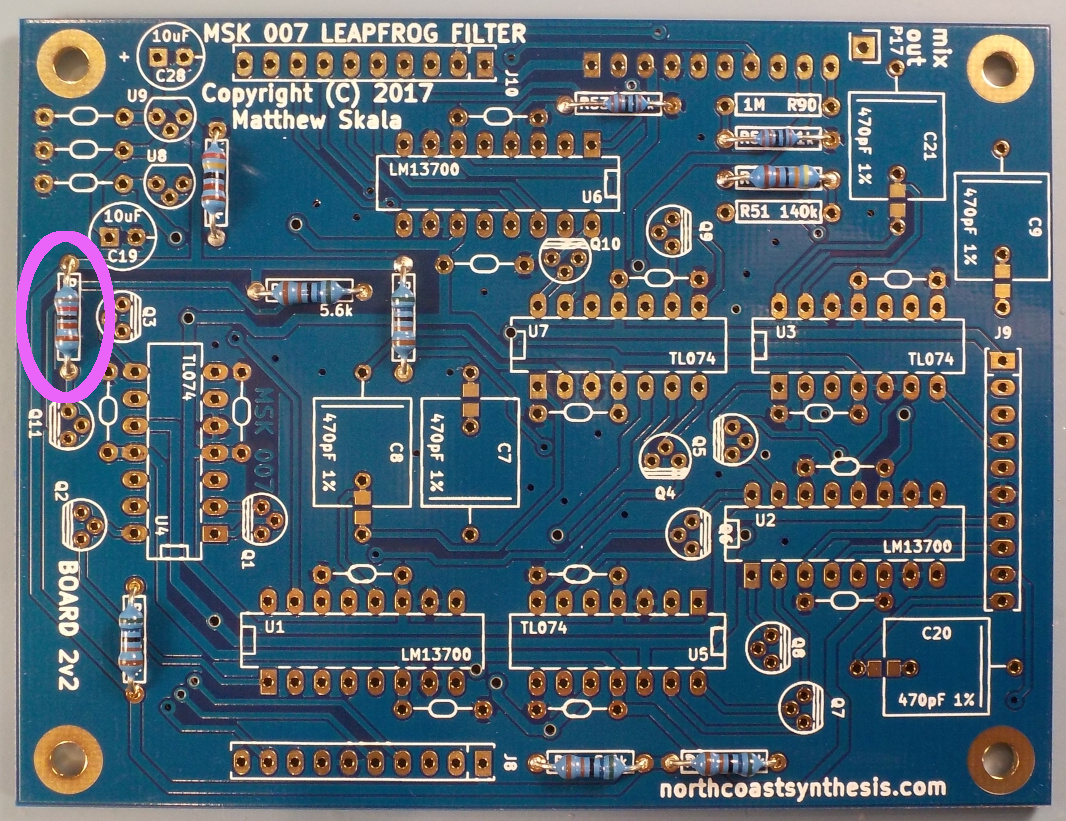 10uF
+
C28
MSK 007 LEAPFROG FILTER
J10
mix
out
P17
Copyright (C) 2017
Matthew Skala
U9
U8
1M R90
R51 140k
470pF 1%
C21
470pF 1%
C9
LM13700
U6
Q10
Q9
10uF
C19
Q3
5.6k
U7
TL074
U3
TL074
J9
TL074
U4
MSK 007
Q11
470pF 1%
C8
470pF 1%
C7
Q5
Q4
Q2
Q1
Q6
U2
LM13700
BOARD 2v2
U1
LM13700
TL074
U5
Q8
Q7
C20
470pF 1%
J8
northcoastsynthesis.com